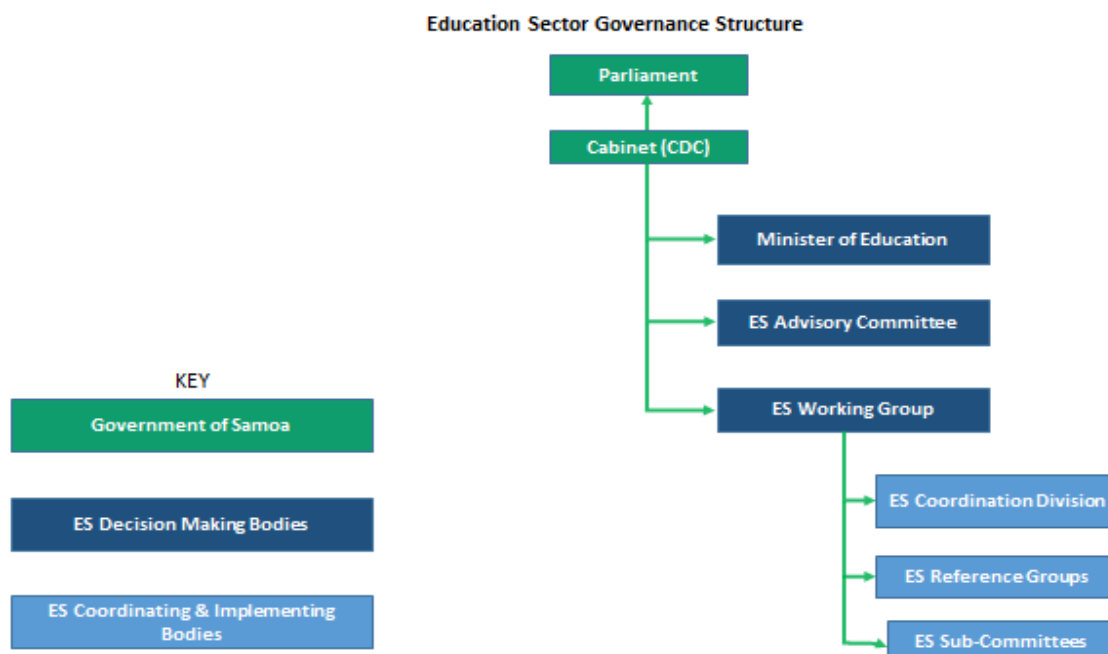 Education Sector Governance Structure
Parliament
Cabinet (CDC)
Minister of Education
ES Advisory Committee
ES Working Group
ES Coordination Division
ES Reference Groups
ES Sub-Committees
KEY
Government of Samoa
ES Decision Making Bodies
ES Coordinating & Implementing
Bodies